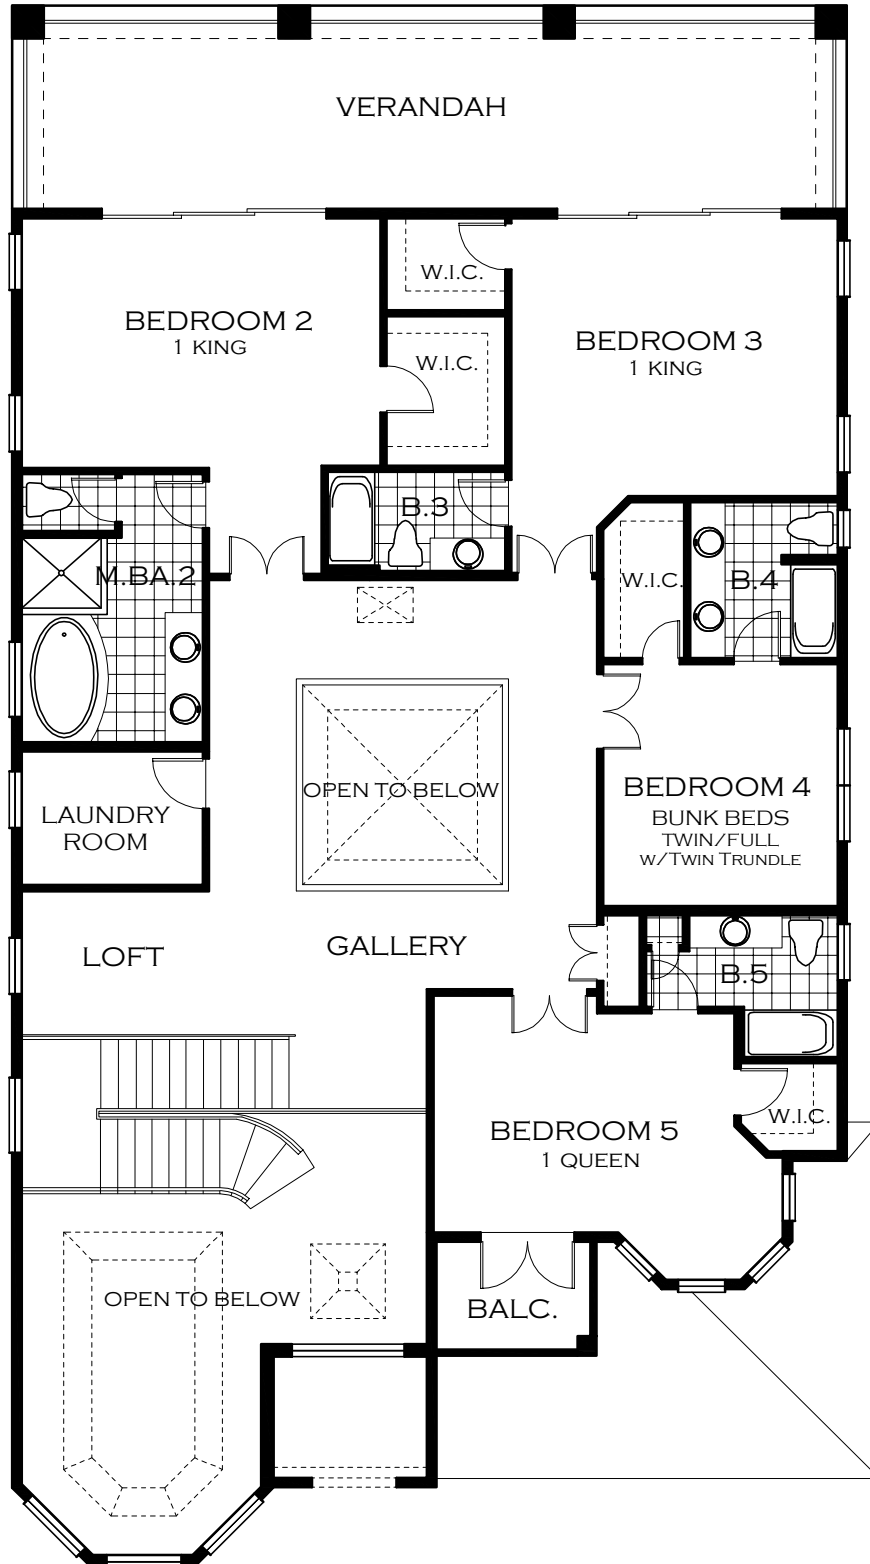 VERANDAH
W.I.C.
BEDROOM 2
1 KING
BEDROOM 3
1 KING
W.I.C.
B.3
M.BA.2
W.I.C.
B.4
OPEN TO BELOW
BEDROOM 4
BUNK BEDS
TWIN/FULL
W/TWIN TRUNDLE
LAUNDRY
ROOM
LOFT
GALLERY
B.5
W.I.C.
BEDROOM 5
1 QUEEN
OPEN TO BELOW
BALC.